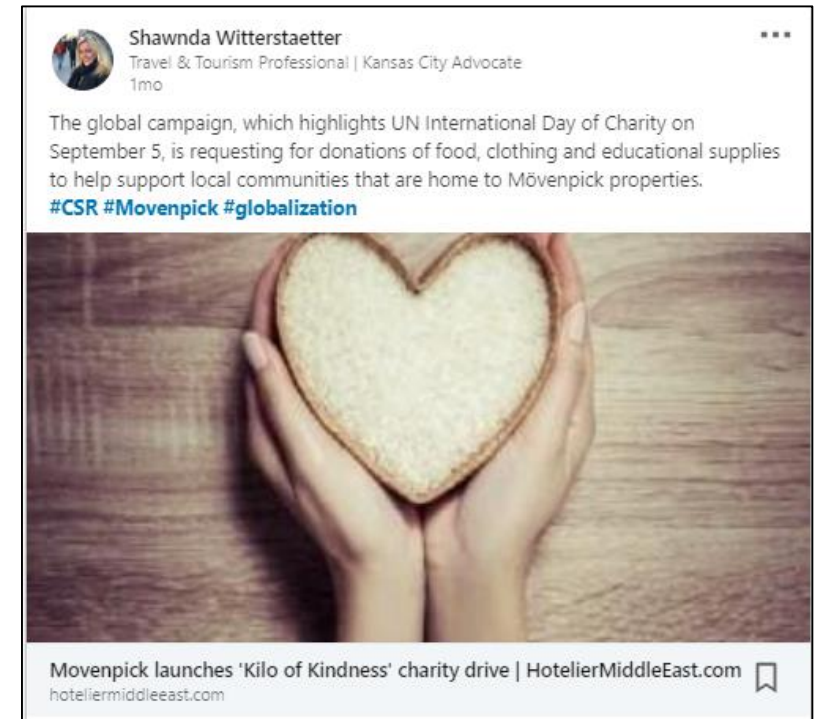 Shawnda Witterstaetter
Travel & Tourism Professional | Kansas City Advocate
1mo
The global campaign, which highlights UN International Day of Charity on
September 5, is requesting for donations of food, clothing and educational supplies
to help support local communities that are home to Mövenpick properties.
#CSR #Movenpick #globalization
Movenpick launches 'Kilo of Kindness' charity drive | HotelierMiddleEast.com
hoteliermiddleeast.com